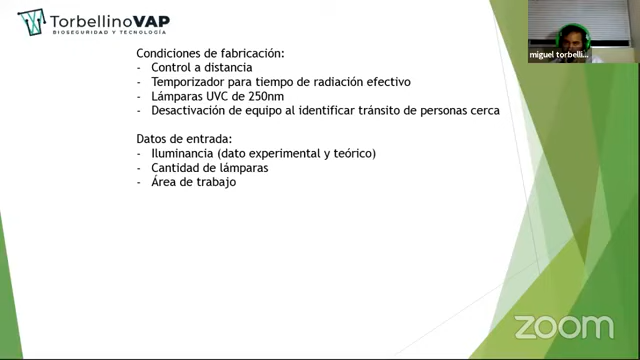 TorbellinoVAP
BIOSEGURIDAD Y TECNOLOGÍA
miguel torbelli...
Condiciones de fabricación:
- Control a distancia
- Temporizador para tiempo de radiación efectivo
- Lámparas UVC de 250nm
- Desactivación de equipo al identificar tránsito de personas cerca
Datos de entrada:
- Iluminancia (dato experimental y teórico)
- Cantidad de lámparas
- Área de trabajo
zoom